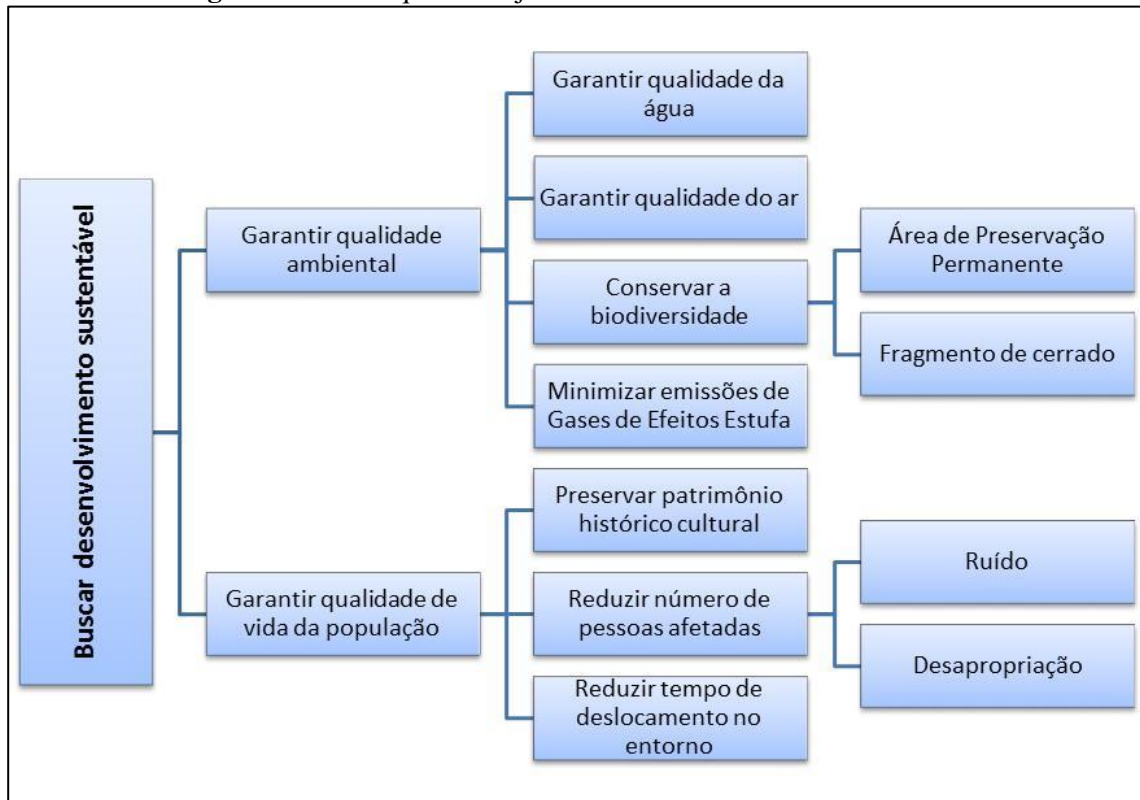 Buscar desenvolvimento sustentável
Garantir qualidade
ambiental
Garantir qualidade da
água
Garantir qualidade do ar
Conservar a
biodiversidade
Área de Preservação
Permanente
Fragmento de cerrado
Minimizar emissões de
Gases de Efeitos Estufa
Garantir qualidade de
vida da população
Preservar patrimônio
histórico cultural
Reduzir número de
pessoas afetadas
Ruído
Desapropriação
Reduzir tempo de
deslocamento no
entorno